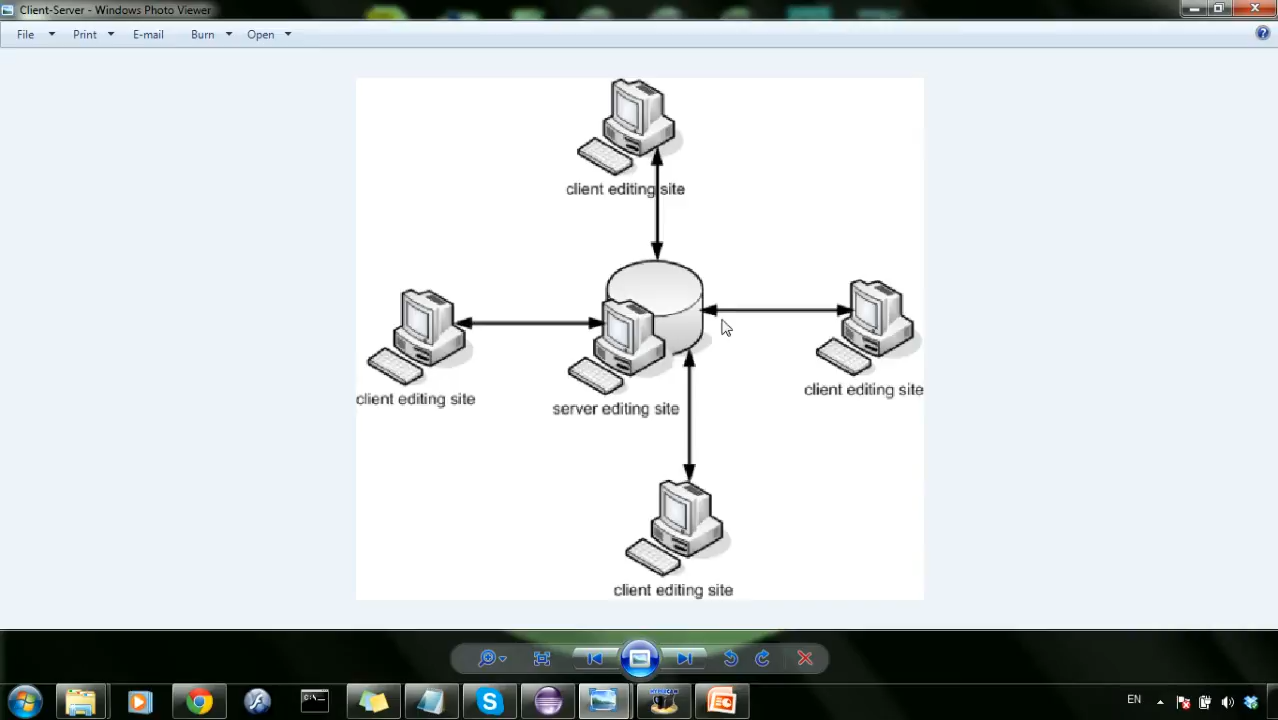 Client-Server - Windows Photo Viewer
File Print E-mail Burn Open
client editing site
client editing site
server editing site
client editing site
client editing site
EN